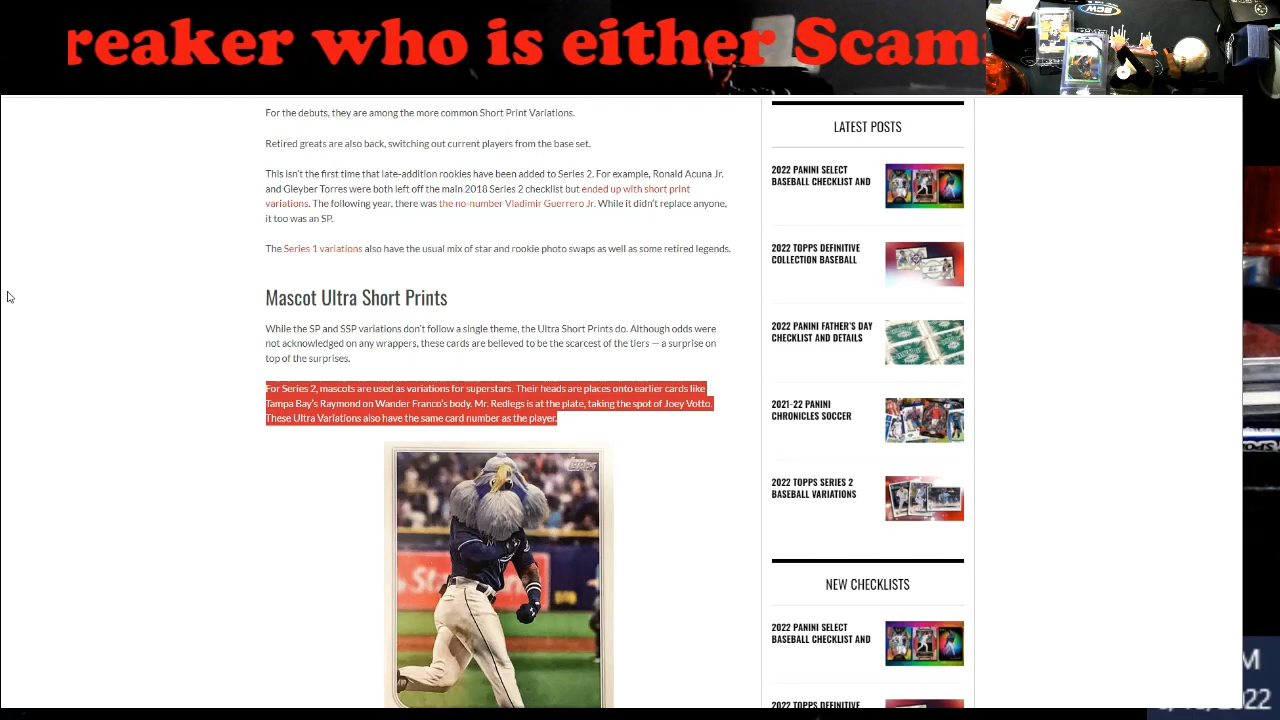 reaker who is either Scam
For the debuts, they are among the more common Short Print Variations.
Retired greats are also back, switching out current players from the base set.
This isn't the first time that late-addition rookies have been added to Series 2. For example, Ronald Acuna Jr.
and Gleyber Torres were both left off the main 2018 Series 2 checklist but ended up with short print
variations. The following year, there was the no-number Vladimir Guerrero Jr. While it didn't replace anyone,
it too was an SP.
The Series 1 variations also have the usual mix of star and rookie photo swaps as well as some retired legends.
Mascot Ultra Short Prints
While the SP and SSP variations don't follow a single theme, the Ultra Short Prints do. Although odds were
not acknowledged on any wrappers, these cards are believed to be the scarcest of the tiers — a surprise on
top of the surprises.
For Series 2, mascots are used as variations for superstars. Their heads are places onto earlier cards like
Tampa Bay's Raymond on Wander Franco's body. Mr. Redlegs is at the plate, taking the spot of Joey Votto.
These Ultra Variations also have the same card number as the player.
Topps
LATEST POSTS
2022 PANINI SELECT
BASEBALL CHECKLIST AND
2022 TOPPS DEFINITIVE
COLLECTION BASEBALL
2022 PANINI FATHER'S DAY
CHECKLIST AND DETAILS
2021-22 PANINI
CHRONICLES SOCCER
2022 TOPPS SERIES 2
BASEBALL VARIATIONS
NEW CHECKLISTS
2022 PANINI SELECT
BASEBALL CHECKLIST AND
2022 TOPPS DEFINITIVE